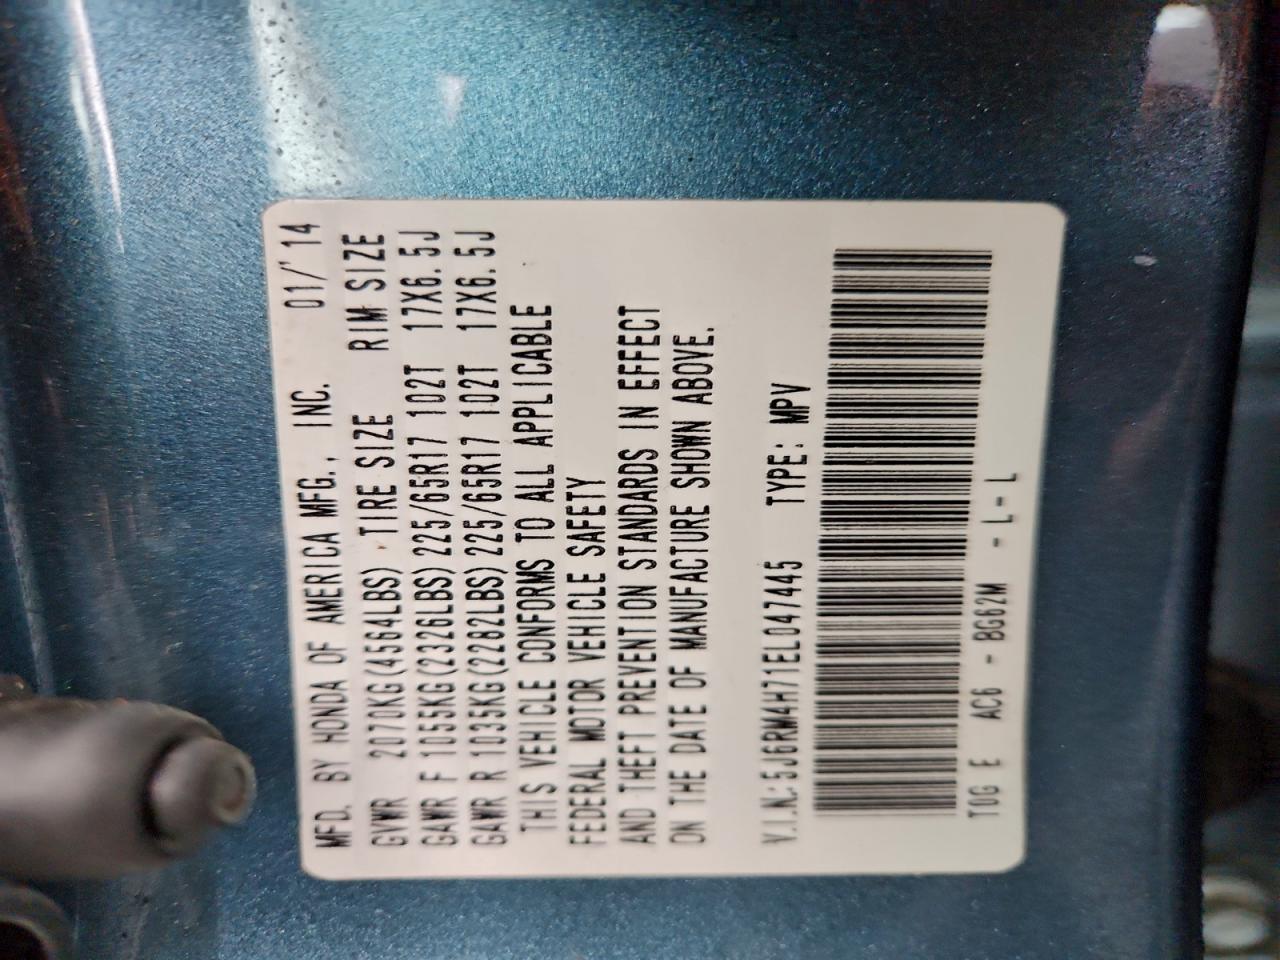 MFD. BY HONDA OF AMERICA MFG., INC. 01/'14
GVWR 2070KG(4564LBS) TIRE SIZE RIM SIZE
GAWR F 1055KG(2326LBS)225/65R17 102T 17X6.5J
GAWR R 1035KG(2282LBS)225/65R17 102T 17X6.5J
THIS VEHICLE CONFORMS TO ALL APPLICABLE
FEDERAL MOTOR VEHICLE SAFETY
AND THEFT PREVENTION STANDARDS IN EFFECT
ON THE DATE OF MANUFACTURE SHOWN ABOVE.
V.I.N.:5J6RM4H71EL047445 TYPE: MPV
T0G E AC6 - BG62M - L - L